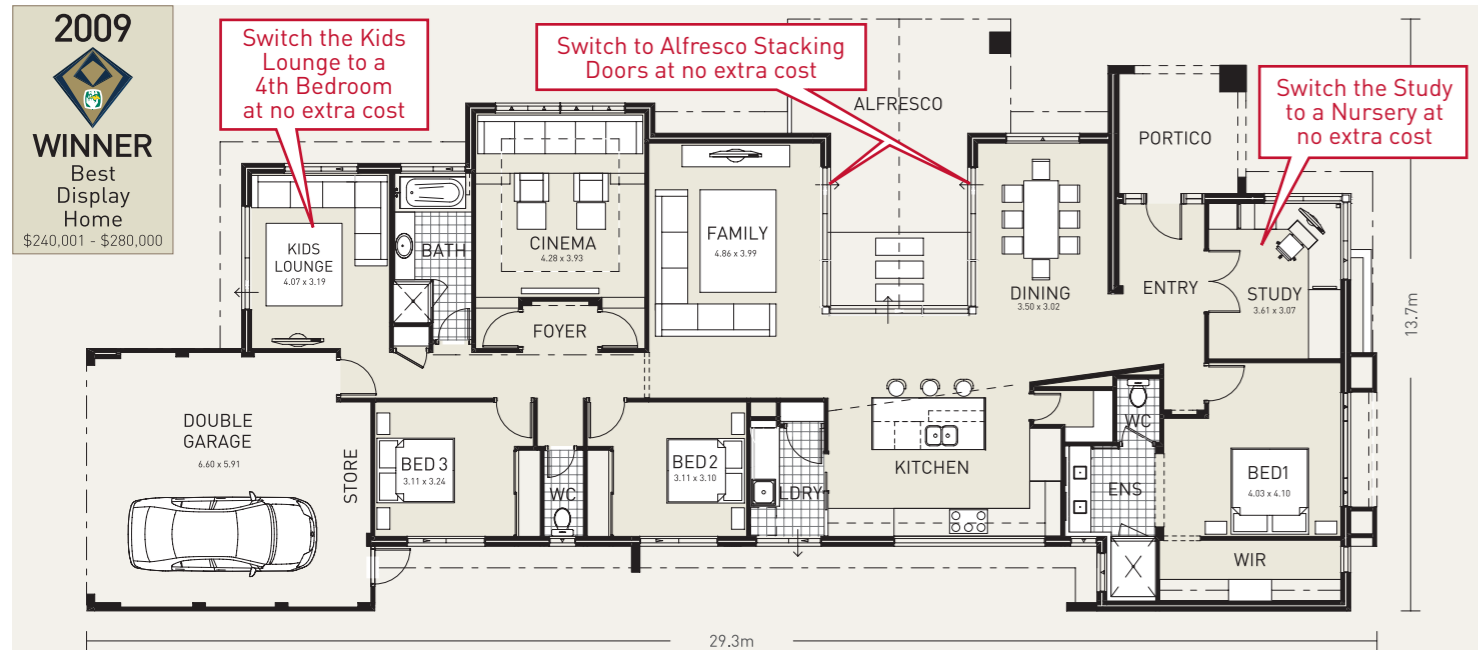 2009
WINNER
Best
Display
Home
$240,001 - $280,000
Switch the Kids
Lounge to a
4th Bedroom
at no extra cost
Switch to Alfresco Stacking
Doors at no extra cost
Switch the Study
to a Nursery at
no extra cost
ALFRESCO
PORTICO
KIDS
LOUNGE
4.07 x 3.19
BATH
CINEMA
4.28 x 3.93
FAMILY
4.86 x 3.99
DINING
3.50 x 3.02
ENTRY
STUDY
3.61 x 3.07
FOYER
13.7m
DOUBLE
GARAGE
6.60 x 5.91
STORE
BED 3
3.11 x 3.24
WC
BED2
3.11 x 3.10
LDRY
KITCHEN
WC
ENS
BED1
4.03 x 4.10
WIR
29.3m